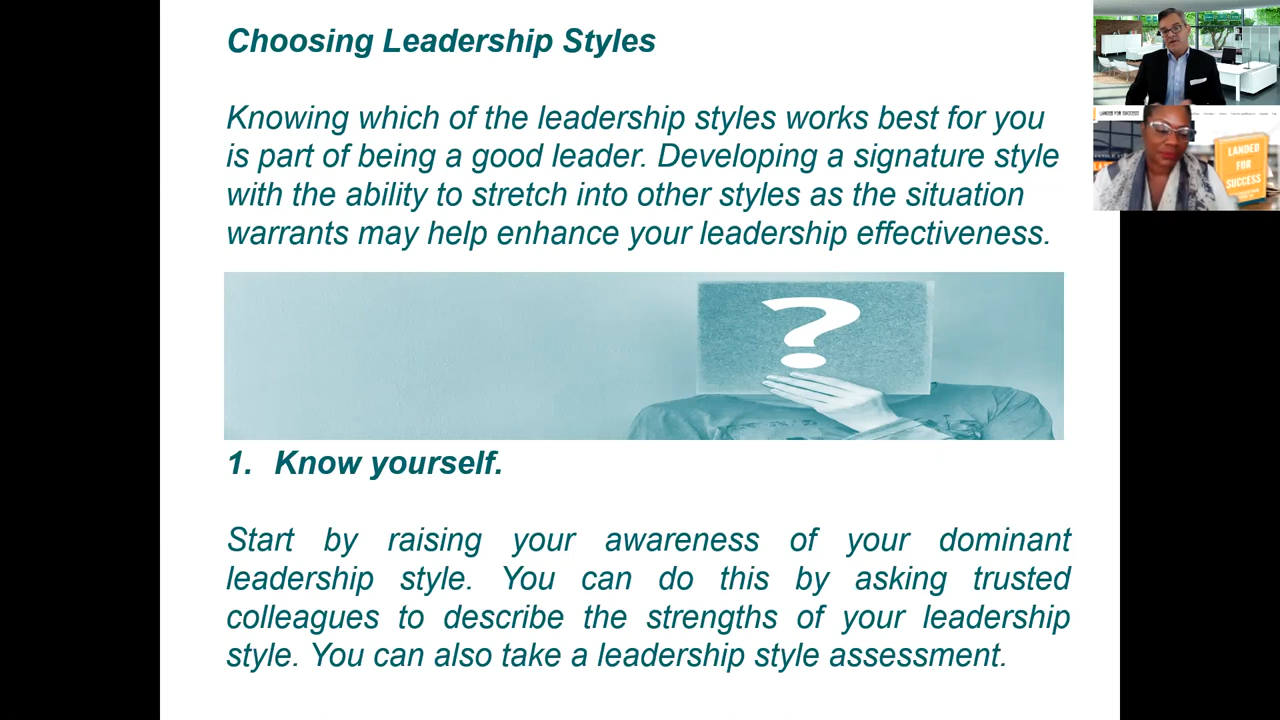 Choosing Leadership Styles
Knowing which of the leadership styles works best for you
is part of being a good leader. Developing a signature style
with the ability to stretch into other styles as the situation
warrants may help enhance your leadership effectiveness.
?
1. Know yourself.
Start by raising your awareness of your dominant
leadership style. You can do this by asking trusted
colleagues to describe the strengths of your leadership
style. You can also take a leadership style assessment.
LANDED FOR SUCCESS
LANDED
FOR
SUCCESS